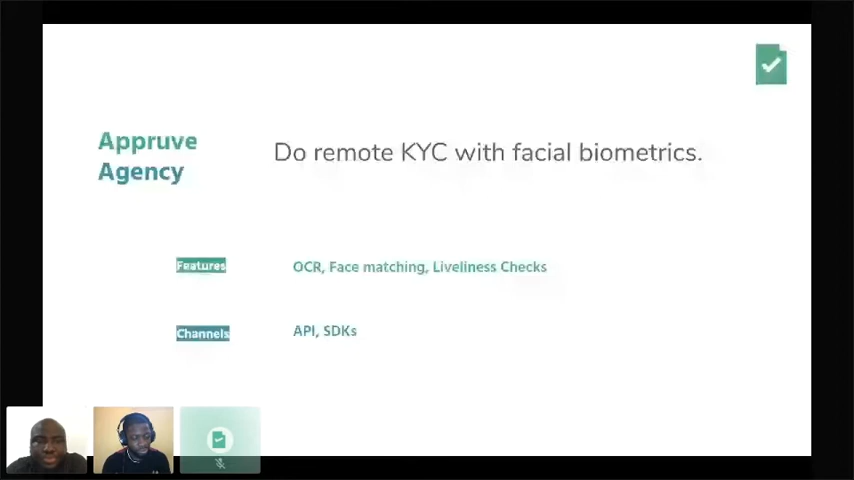 Appruve
Agency
Do remote KYC with facial biometrics.
Features
OCR, Face matching, Liveliness Checks
Channels
API, SDKs